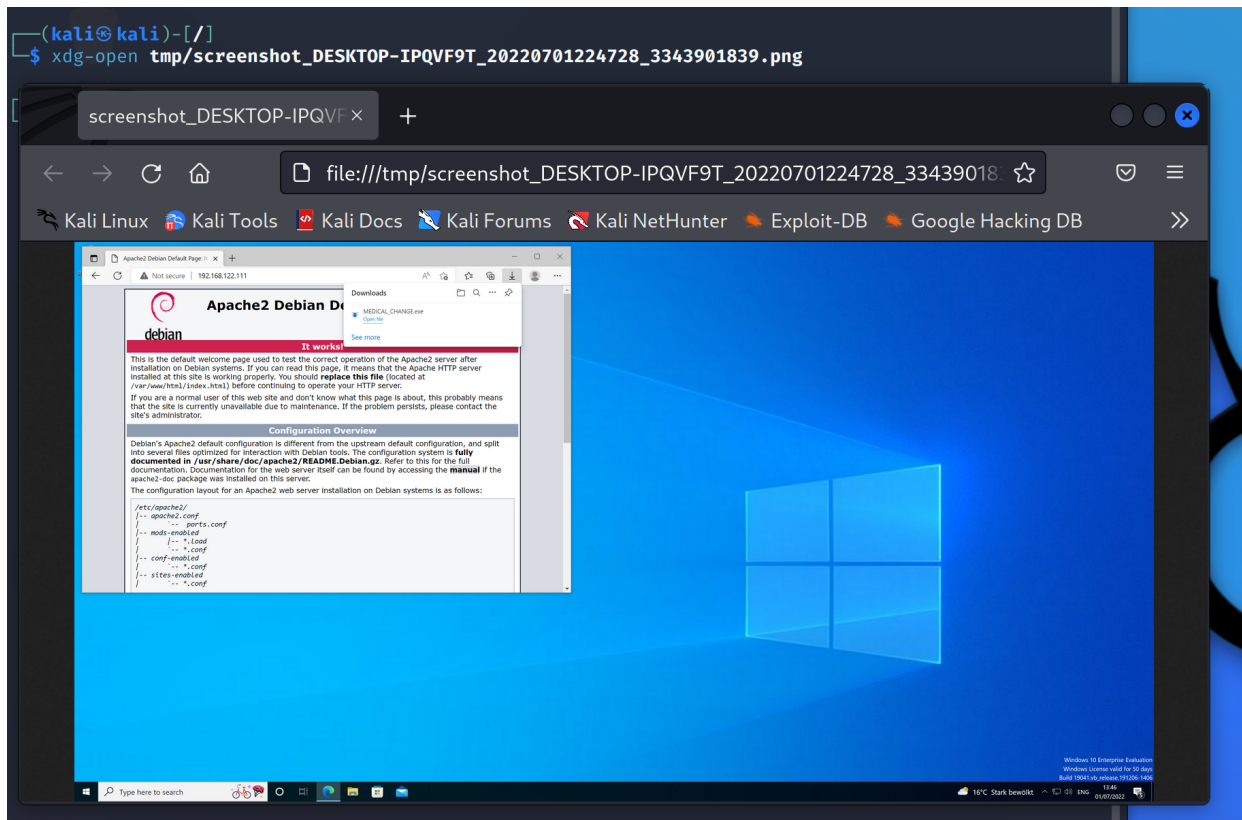 (kali㉿kali)-[/]
$ xdg-open tmp/screenshot_DESKTOP-IPQVF9T_20220701224728_3343901839.png
screenshot_DESKTOP-IPQVF
file:///tmp/screenshot_DESKTOP-IPQVF9T_20220701224728_33439018
Kali Linux Kali Tools Kali Docs Kali Forums Kali NetHunter Exploit-DB Google Hacking DB
Apache2 Debian Default Page:
Not secure | 192.168.122.111
Downloads
MEDICAL_CHANGE.exe
Open file
See more
Apache2 Debian De
debian
It works!
This is the default welcome page used to test the correct operation of the Apache2 server after
installation on Debian systems. If you can read this page, it means that the Apache HTTP server
installed at this site is working properly. You should replace this file (located at
/var/www/html/index.html) before continuing to operate your HTTP server.
If you are a normal user of this web site and don't know what this page is about, this probably means
that the site is currently unavailable due to maintenance. If the problem persists, please contact the
site's administrator.
Configuration Overview
Debian's Apache2 default configuration is different from the upstream default configuration, and split
into several files optimized for interaction with Debian tools. The configuration system is fully
documented in /usr/share/doc/apache2/README.Debian.gz. Refer to this for the full
documentation. Documentation for the web server itself can be found by accessing the manual if the
apache2-doc package was installed on this server.
The configuration layout for an Apache2 web server installation on Debian systems is as follows:
/etc/apache2/
|-- apache2.conf
| `-- ports.conf
|-- mods-enabled
| |-- *.load
| `-- *.conf
|-- conf-enabled
| `-- *.conf
|-- sites-enabled
| `-- *.conf
Windows 10 Enterprise Evaluation
Windows License valid for 50 days
Build 19041.vb_release.191206-1406
Type here to search
16°C Stark bewölkt
ENG
13:46
01/07/2022